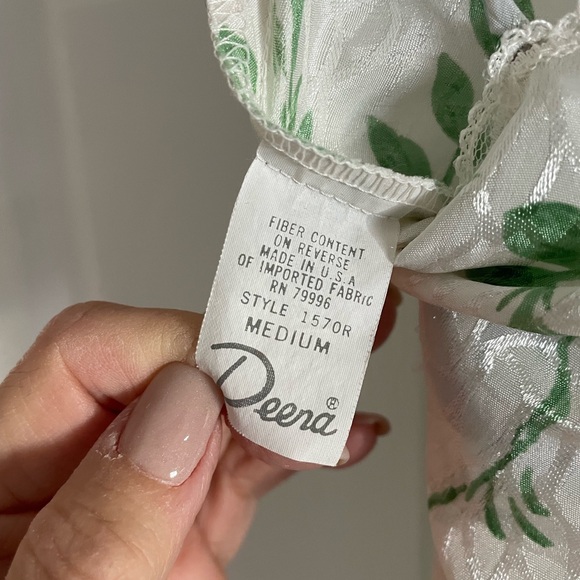 FIBER CONTENT
ON REVERSE
MADE IN U.S.A
OF IMPORTED FABRIC
RN 79996
STYLE 1570R
MEDIUM
Deena®